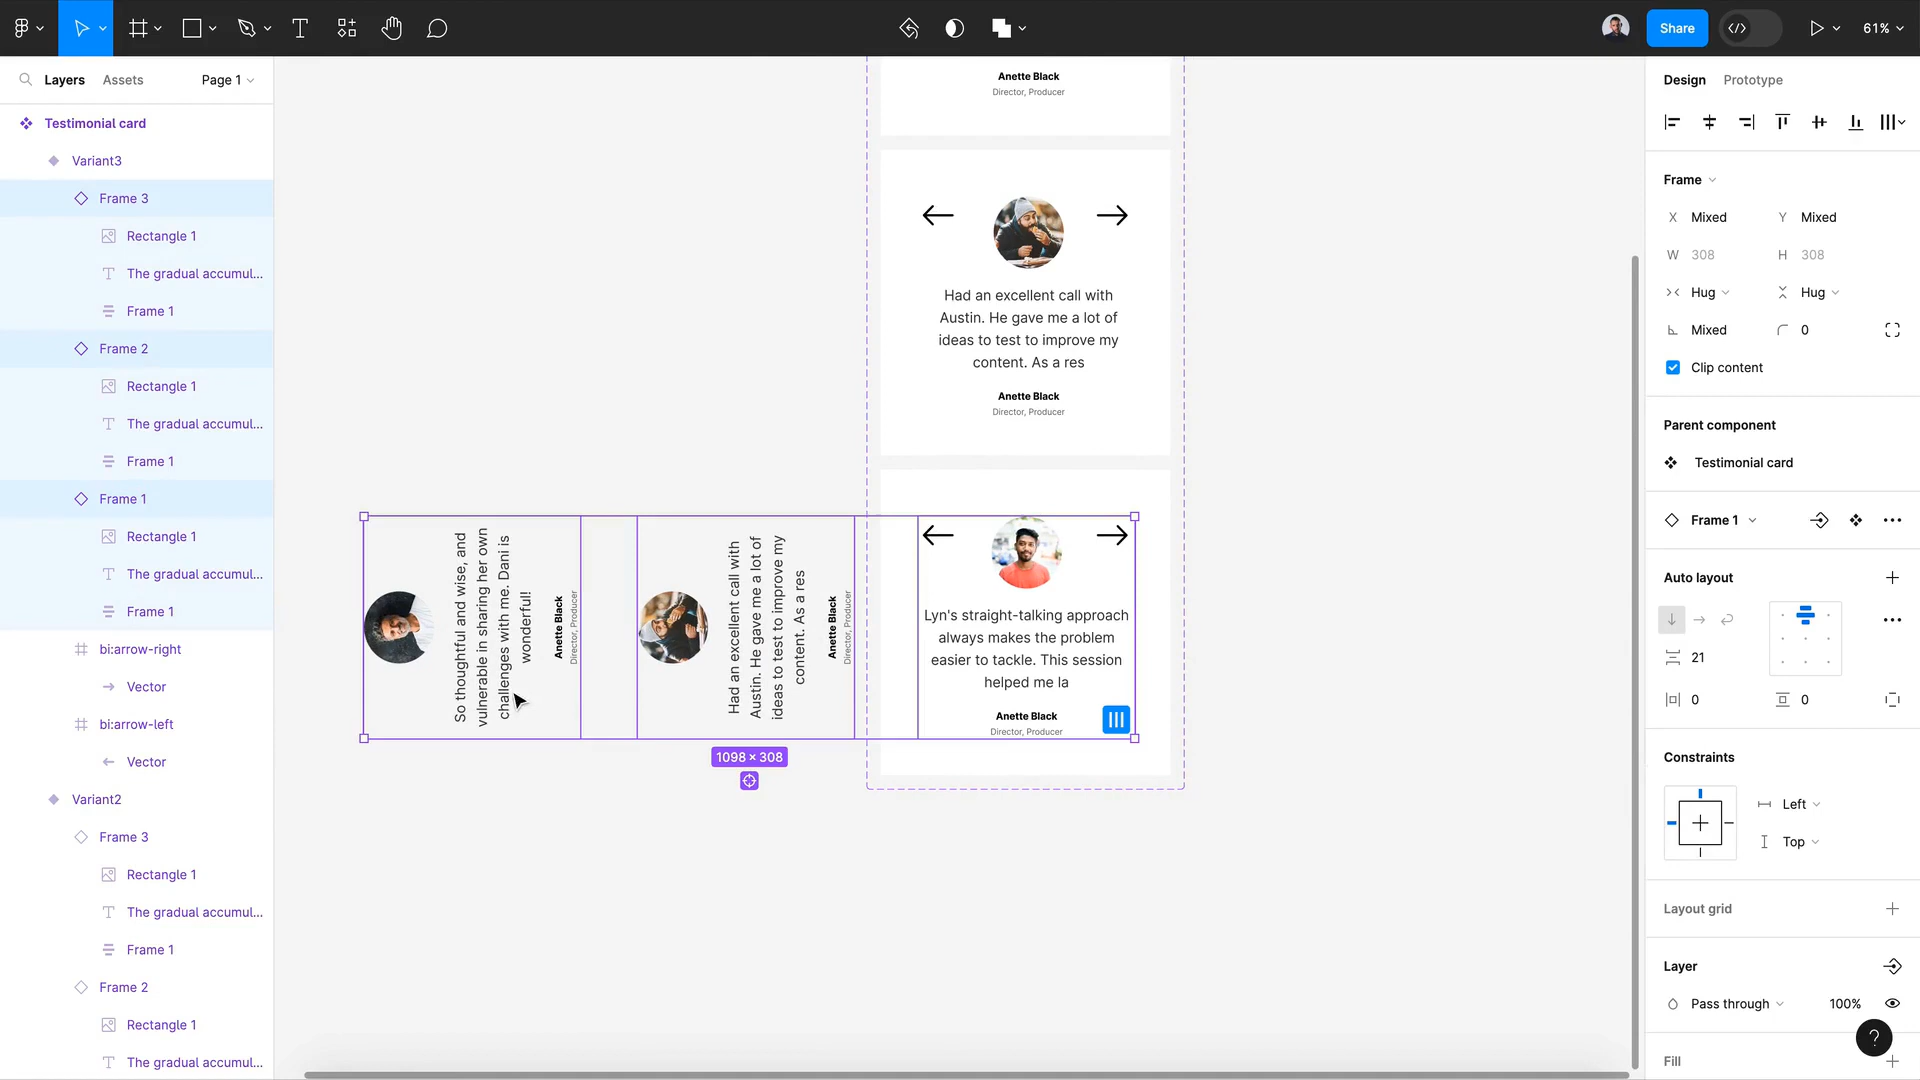 Share
61%
Layers
Assets
Page 1
Testimonial card
Variant3
Frame 3
Rectangle 1
The gradual accumul...
Frame 1
Frame 2
Rectangle 1
The gradual accumul...
Frame 1
Frame 1
Rectangle 1
The gradual accumul...
Frame 1
bi:arrow-right
Vector
bi:arrow-left
Vector
Variant2
Frame 3
Rectangle 1
The gradual accumul...
Frame 1
Frame 2
Rectangle 1
The gradual accumul...
Anette Black
Director, Producer
Had an excellent call with
Austin. He gave me a lot of
ideas to test to improve my
content. As a res
Anette Black
Director, Producer
So thoughtful and wise, and
vulnerable in sharing her own
challenges with me. Dani is
wonderful!
Anette Black
Director, Producer
Had an excellent call with
Austin. He gave me a lot of
ideas to test to improve my
content. As a res
Anette Black
Director, Producer
Lyn's straight-talking approach
always makes the problem
easier to tackle. This session
helped me la
Anette Black
Director, Producer
1098 × 308
Design
Prototype
Frame
X Mixed
Y Mixed
W 308
H 308
Hug
Hug
Mixed
0
Clip content
Parent component
Testimonial card
Frame 1
Auto layout
21
0
0
Constraints
Left
Top
Layout grid
Layer
Pass through
100%
?
Fill